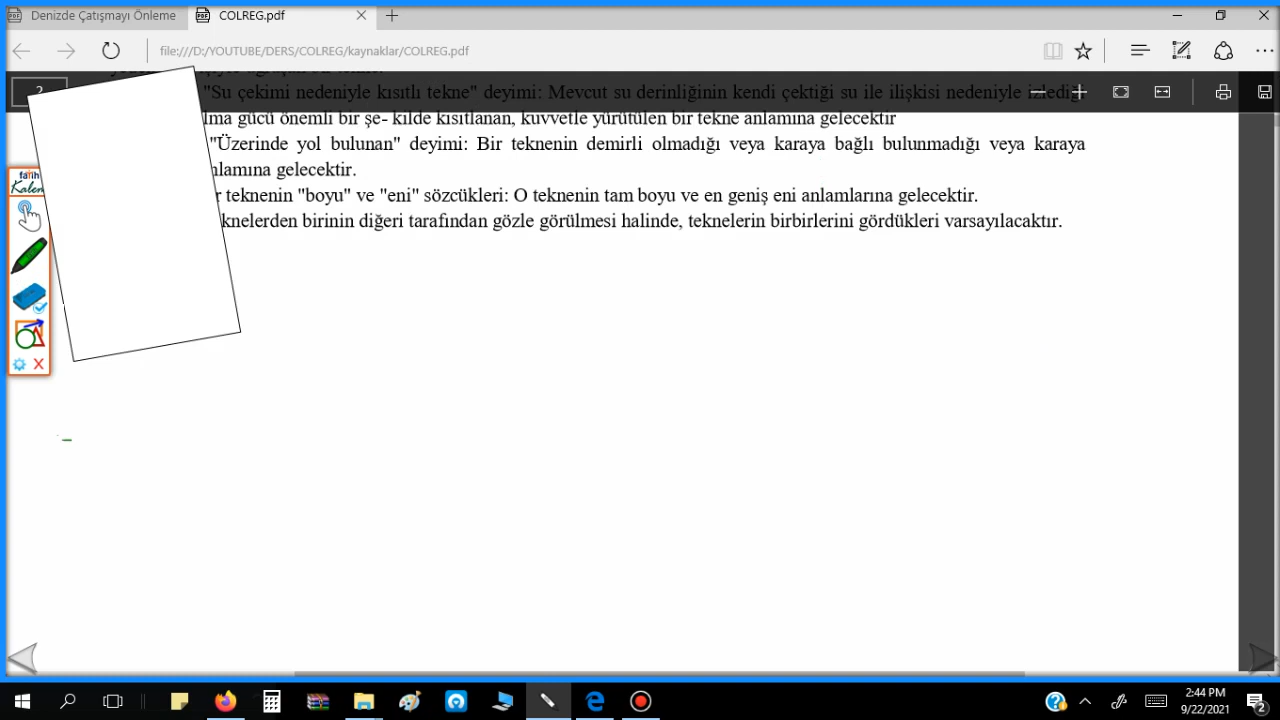 Denizde Çatışmayı Önleme
COLREG.pdf
file:///D:/YOUTUBE/DERS/COLREG/kaynaklar/COLREG.pdf
2
"Su çekimi nedeniyle kısıtlı tekne" deyimi: Mevcut su derinliğinin kendi çektiği su ile ilişkisi nedeniyle izlediği
gücü önemli bir şe- kilde kısıtlanan, kuvvetle yürütülen bir tekne anlamına gelecektir
"Üzerinde yol bulunan" deyimi: Bir teknenin demirli olmadığı veya karaya bağlı bulunmadığı veya karaya
gelecektir.
teknenin "boyu" ve "eni" sözcükleri: O teknenin tam boyu ve en geniş eni anlamlarına gelecektir.
birinin diğeri tarafından gözle görülmesi halinde, teknelerin birbirlerini gördükleri varsayılacaktır.
fatih
Kalem
2:44 PM
9/22/2021
2